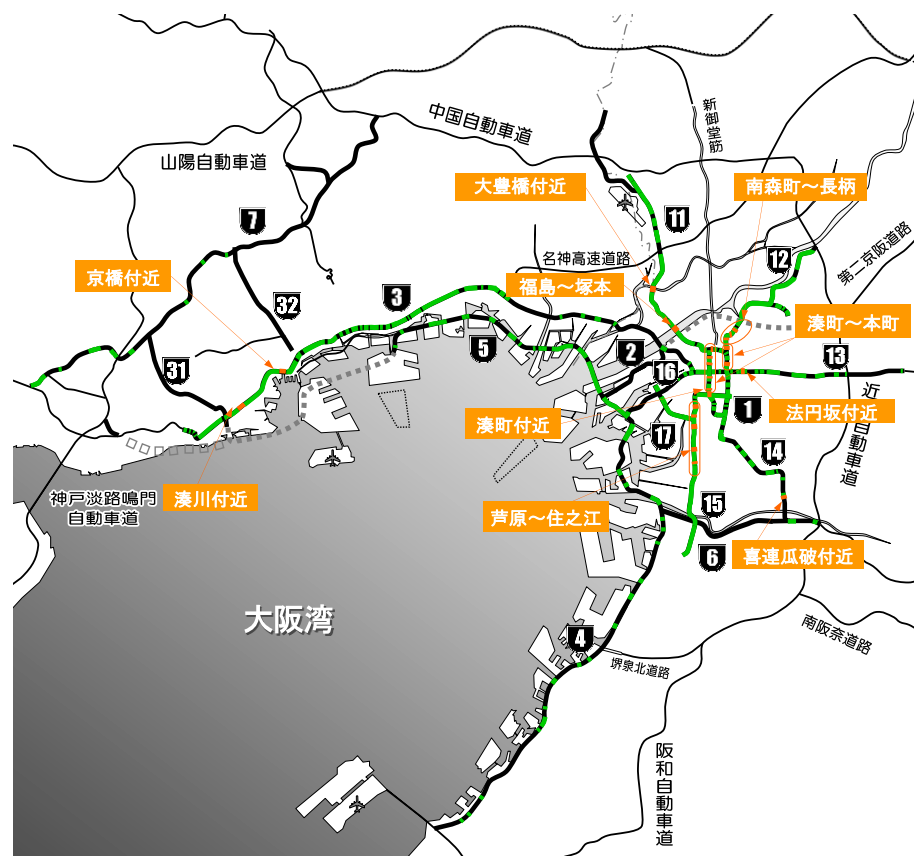 中国自動車道
新御堂筋
山陽自動車道
大豊橋付近
南森町～長柄
7
11
12
第二京阪道路
名神高速道路
京橋付近
福島～塚本
32
3
湊町～本町
5
2
13
31
16
近
自動車道
湊町付近
1
法円坂付近
17
14
神戸淡路鳴門
自動車道
湊川付近
芦原～住之江
15
6
喜連瓜破付近
大阪湾
4
南阪奈道路
堺泉北道路
阪和自動車道